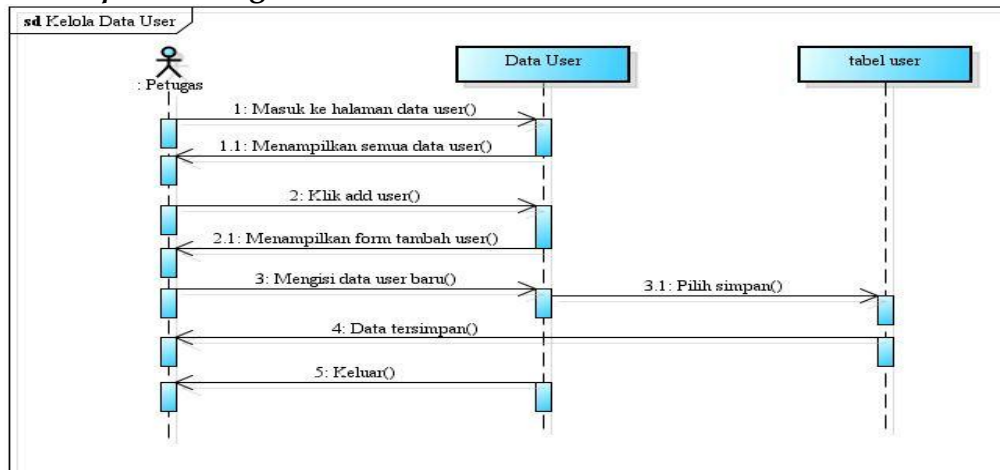 sd Kelola Data User
: Petugas
Data User
tabel user
1: Masuk ke halaman data user()
1.1: Menampilkan semua data user()
2: Klik add user()
2.1: Menampilkan form tambah user()
3: Mengisi data user baru()
3.1: Pilih simpan()
4: Data tersimpan()
5: Keluar()